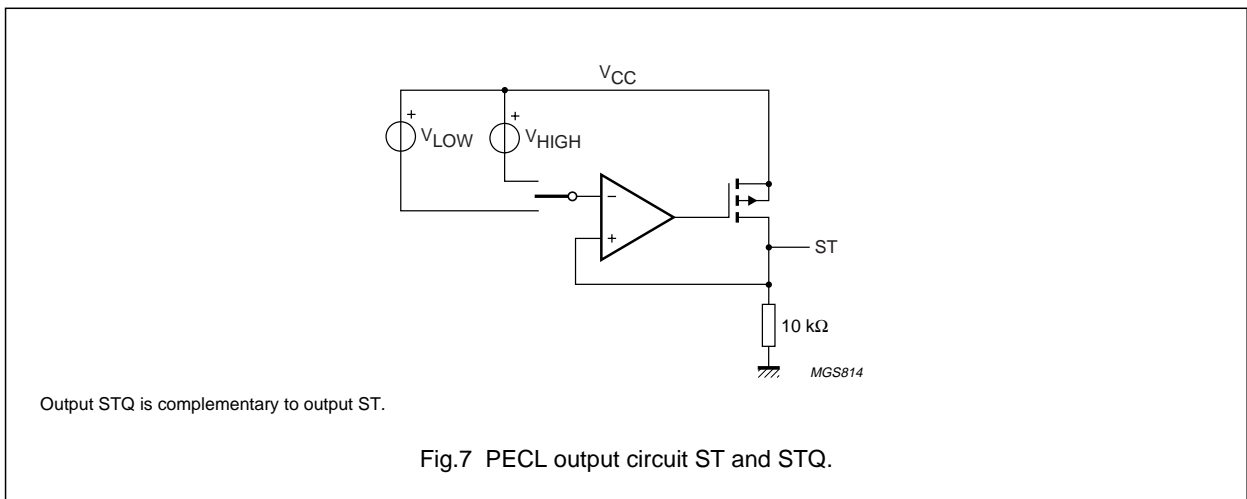 VCC
+
+
VLOW
VHIGH
−
+
ST
10 kΩ
MGS814
Output STQ is complementary to output ST.
Fig.7 PECL output circuit ST and STQ.